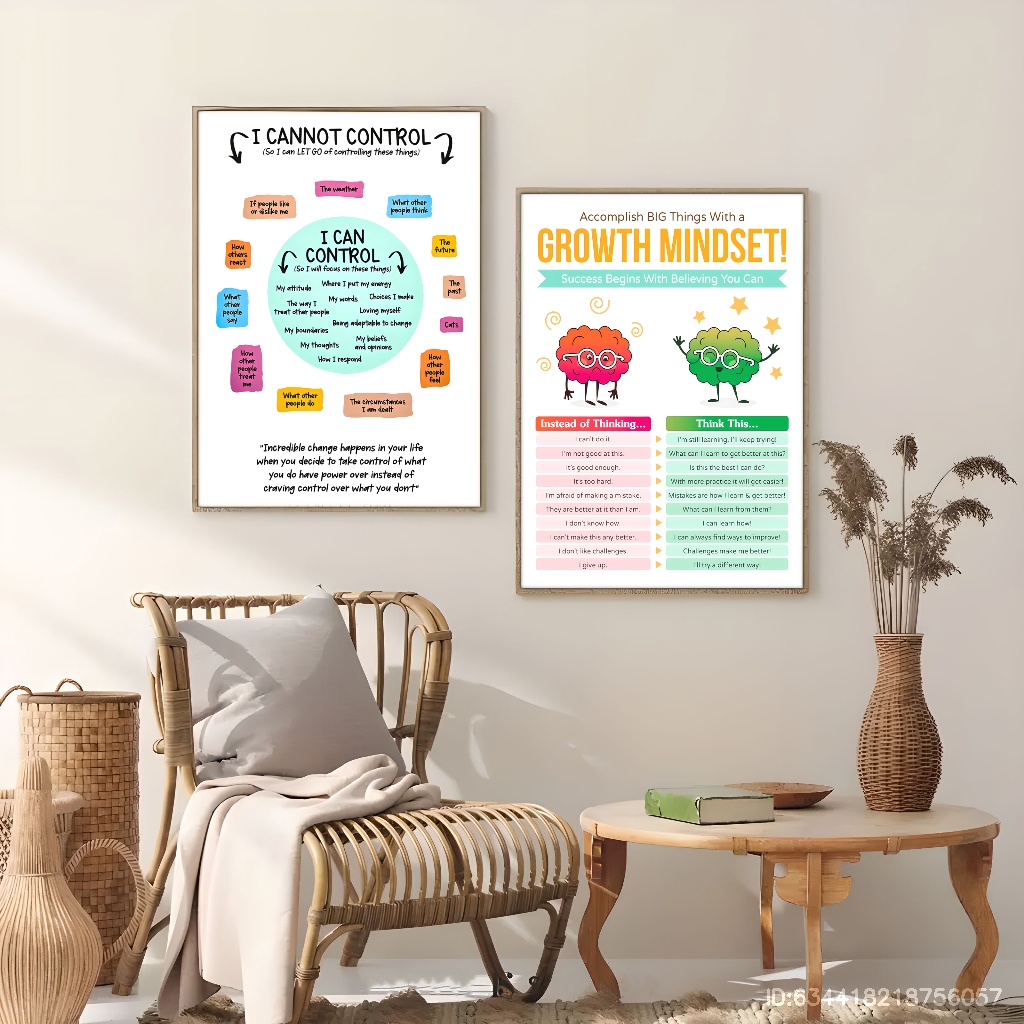 I CANNOT CONTROL
(So I can LET GO of controlling these things)
The weather
If people like
or dislike me
What other
people think
How
others
react
The
future
What
other
people
say
The
past
Cats
How
other
people
treat
me
How
other
people
feel
What other
people do
The circumstances
I am dealt
I CAN
CONTROL
(So I will focus on these things)
My attitude
Where I put my energy
The way I
treat other people
My words
Choices I make
Loving myself
Being adaptable to change
My boundaries
My thoughts
My beliefs
and opinions
How I respond
"Incredible change happens in your life
when you decide to take control of what
you do have power over instead of
craving control over what you don't"
Accomplish BIG Things With a
GROWTH MINDSET!
Success Begins With Believing You Can
Instead of Thinking... Think This...
I can't do it. I'm still learning. I'll keep trying!
I'm not good at this. What can I learn to get better at this?
It's good enough. Is this the best I can do?
It's too hard. With more practice it will get easier!
I'm afraid of making a mistake. Mistakes are how I learn & get better!
They are better at it than I am. What can I learn from them?
I don't know how. I can learn how!
I can't make this any better. I can always find ways to improve!
I don't like challenges. Challenges make me better!
I give up. I'll try a different way!
ID:634418218756057